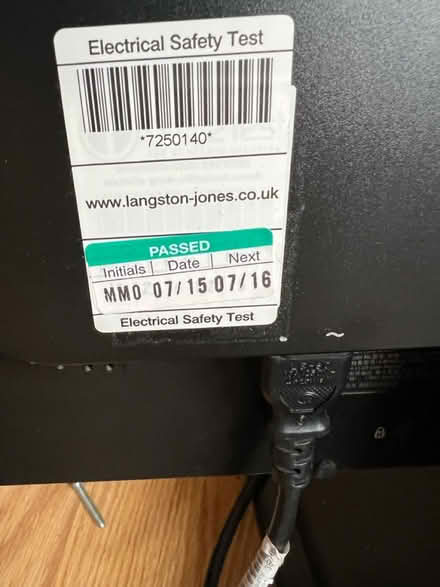 Electrical Safety Test
*7250140*
www.langston-jones.co.uk
PASSED
Initials Date Next
MMO 07/15 07/16
Electrical Safety Test
~